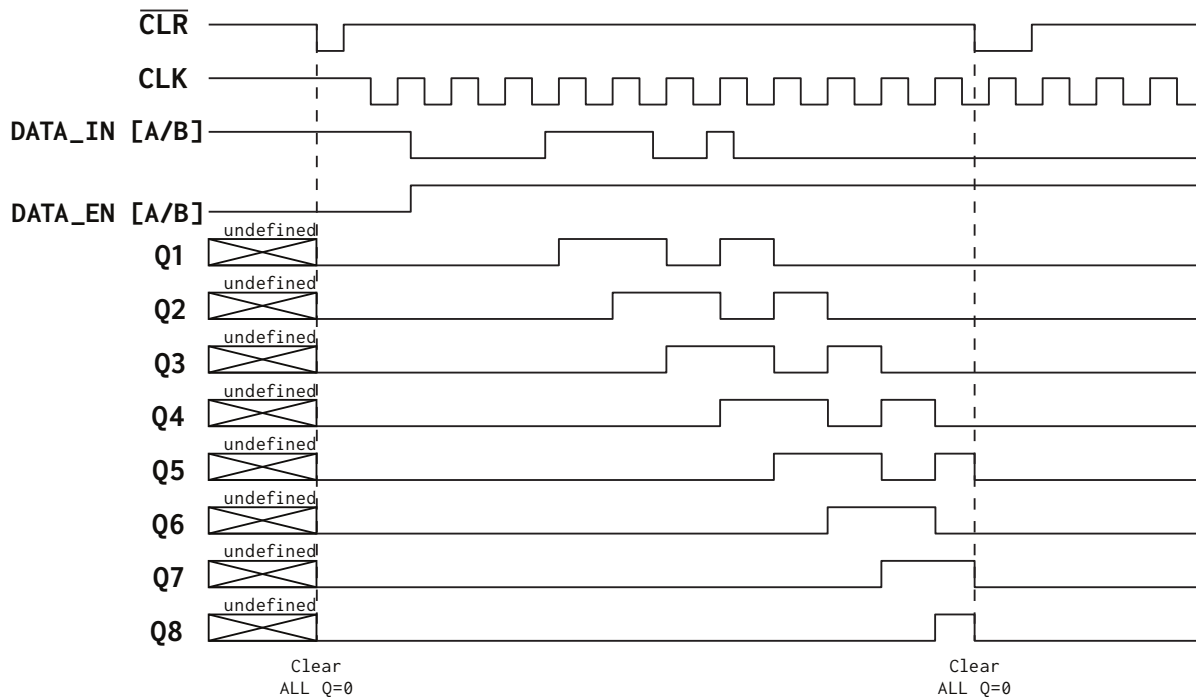 CLR
CLK
DATA_IN [A/B]
DATA_EN [A/B]
undefined
Q1
undefined
Q2
undefined
Q3
undefined
Q4
undefined
Q5
undefined
Q6
undefined
Q7
undefined
Q8
Clear
ALL Q=0
Clear
ALL Q=0